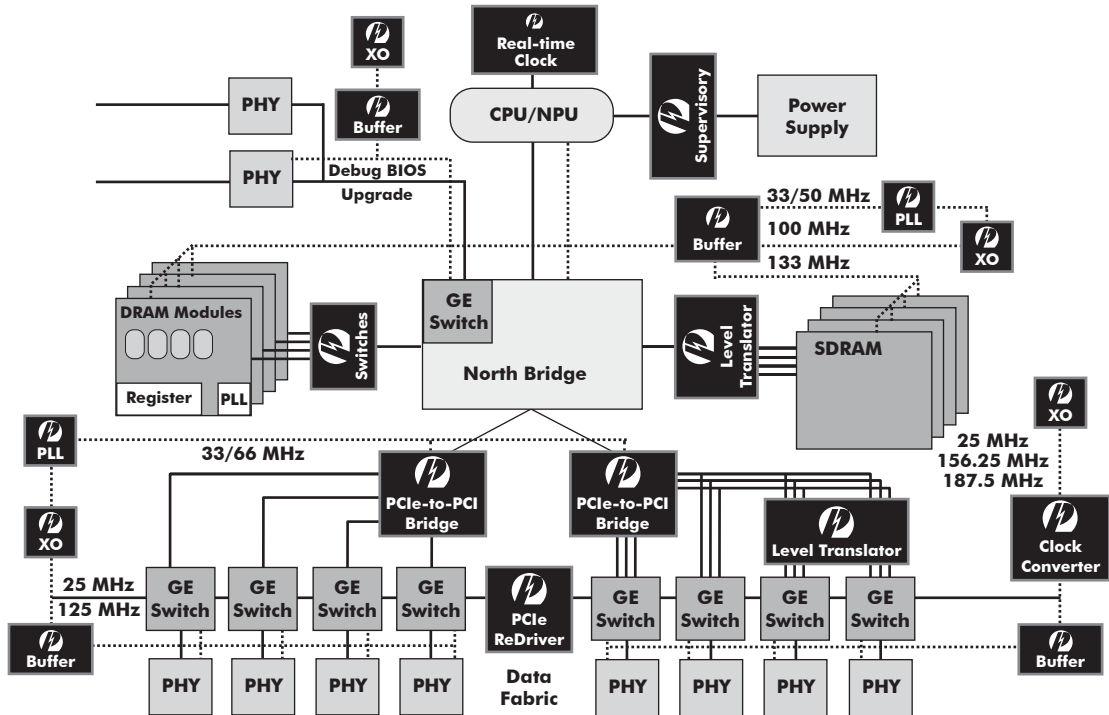 XO
Real-time
Clock
PHY
Buffer
CPU/NPU
Supervisory
Power
Supply
PHY
Debug BIOS
Upgrade
33/50 MHz
PLL
Buffer
100 MHz
XO
133 MHz
DRAM Modules
Register
PLL
Switches
GE
Switch
North Bridge
Level
Translator
SDRAM
XO
PLL
33/66 MHz
25 MHz
156.25 MHz
187.5 MHz
PCIe-to-PCI
Bridge
PCIe-to-PCI
Bridge
XO
Level Translator
Clock
Converter
25 MHz
125 MHz
GE
Switch
GE
Switch
GE
Switch
GE
Switch
PCIe
ReDriver
GE
Switch
GE
Switch
GE
Switch
GE
Switch
Buffer
Buffer
PHY
PHY
PHY
PHY
Data
Fabric
PHY
PHY
PHY
PHY